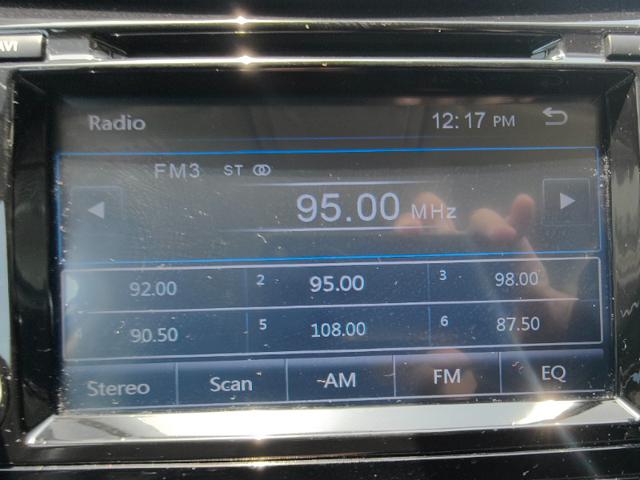 Radio 12:17 PM
FM3 ST
95.00 MHz
92.00 2 95.00 3 98.00
90.50 5 108.00 6 87.50
Stereo Scan AM FM EQ